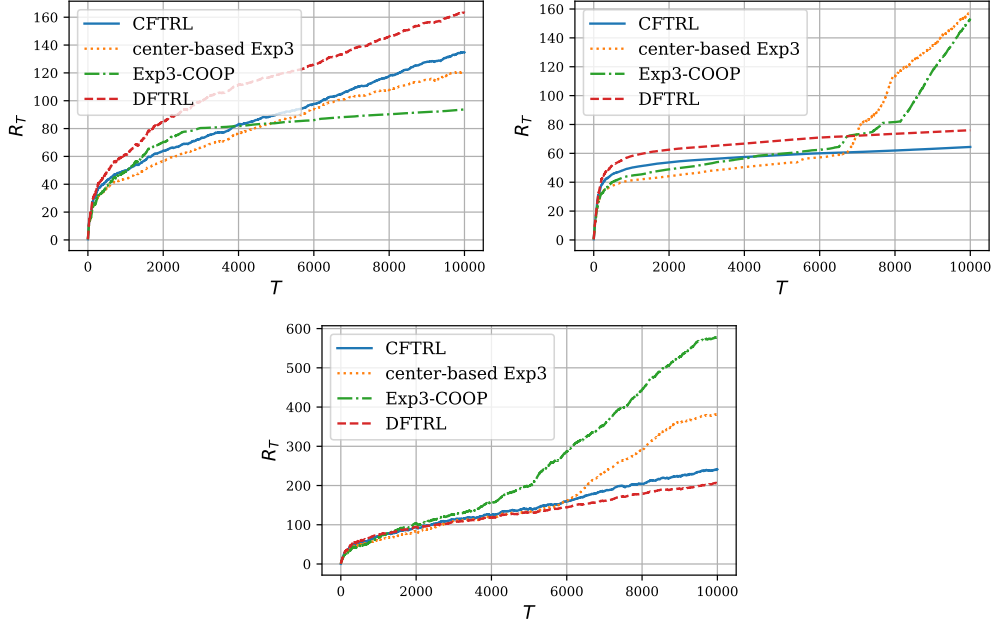 160
140
120
100
80
60
40
20
0
R_T
CFTRL
center-based Exp3
Exp3-COOP
DFTRL
0 2000 4000 6000 8000 10000
T
160
140
120
100
80
60
40
20
0
R_T
CFTRL
center-based Exp3
Exp3-COOP
DFTRL
0 2000 4000 6000 8000 10000
T
600
500
400
300
200
100
0
R_T
CFTRL
center-based Exp3
Exp3-COOP
DFTRL
0 2000 4000 6000 8000 10000
T